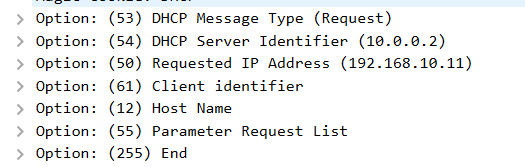 > Option: (53) DHCP Message Type (Request)
> Option: (54) DHCP Server Identifier (10.0.0.2)
> Option: (50) Requested IP Address (192.168.10.11)
> Option: (61) Client identifier
> Option: (12) Host Name
> Option: (55) Parameter Request List
> Option: (255) End